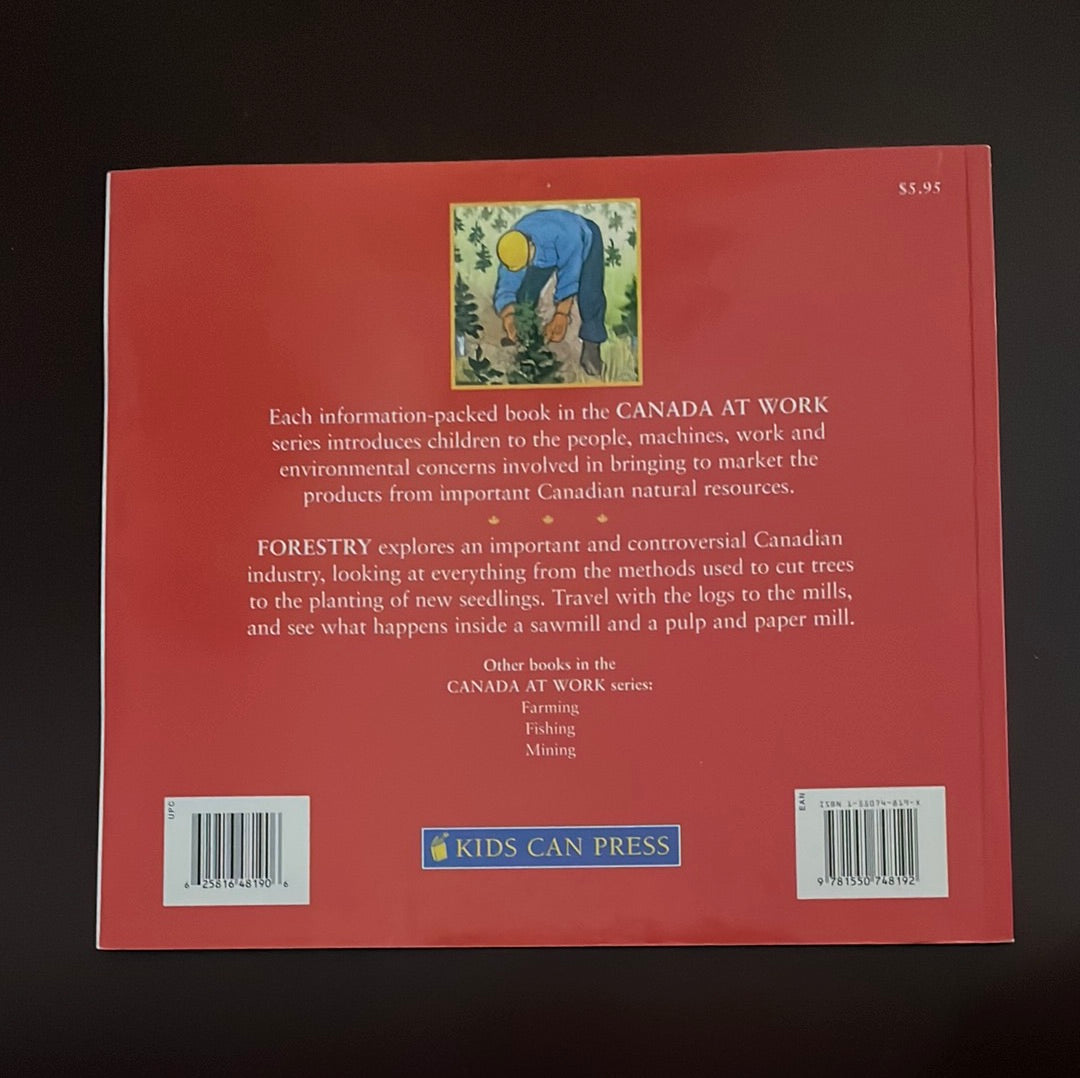 $5.95
Each information-packed book in the CANADA AT WORK
series introduces children to the people, machines, work and
environmental concerns involved in bringing to market the
products from important Canadian natural resources.
FORESTRY explores an important and controversial Canadian
industry, looking at everything from the methods used to cut trees
to the planting of new seedlings. Travel with the logs to the mills,
and see what happens inside a sawmill and a pulp and paper mill.
Other books in the
CANADA AT WORK series:
Farming
Fishing
Mining
UPC
6 25816 48190 6
KIDS CAN PRESS
EAN
ISBN 1-55074-819-X
9 781550 748192